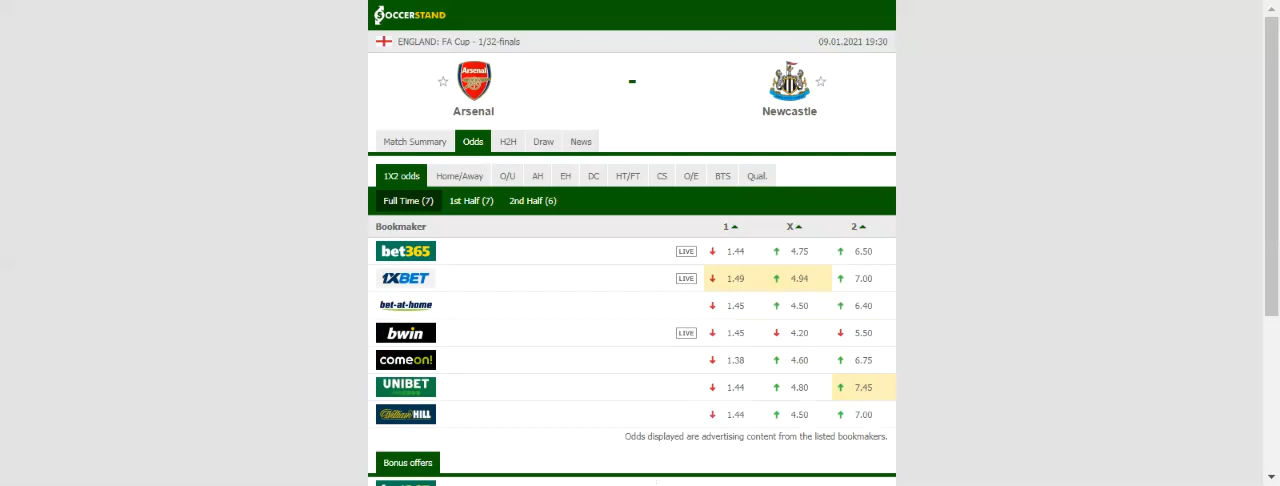 SOCCERSTAND
ENGLAND: FA Cup - 1/32-finals 09.01.2021 19:30
Arsenal
Arsenal - Newcastle
Match Summary Odds H2H Draw News
1X2 odds Home/Away O/U AH EH DC HT/FT CS O/E BTS Qual.
Full Time (7) 1st Half (7) 2nd Half (6)
Bookmaker 1 X 2
bet365 LIVE 1.44 4.75 6.50
1XBET LIVE 1.49 4.94 7.00
bet-at-home 1.45 4.50 6.40
bwin LIVE 1.45 4.20 5.50
comeon! 1.38 4.60 6.75
UNIBET 1.44 4.80 7.45
William HILL 1.44 4.50 7.00
Odds displayed are advertising content from the listed bookmakers.
Bonus offers